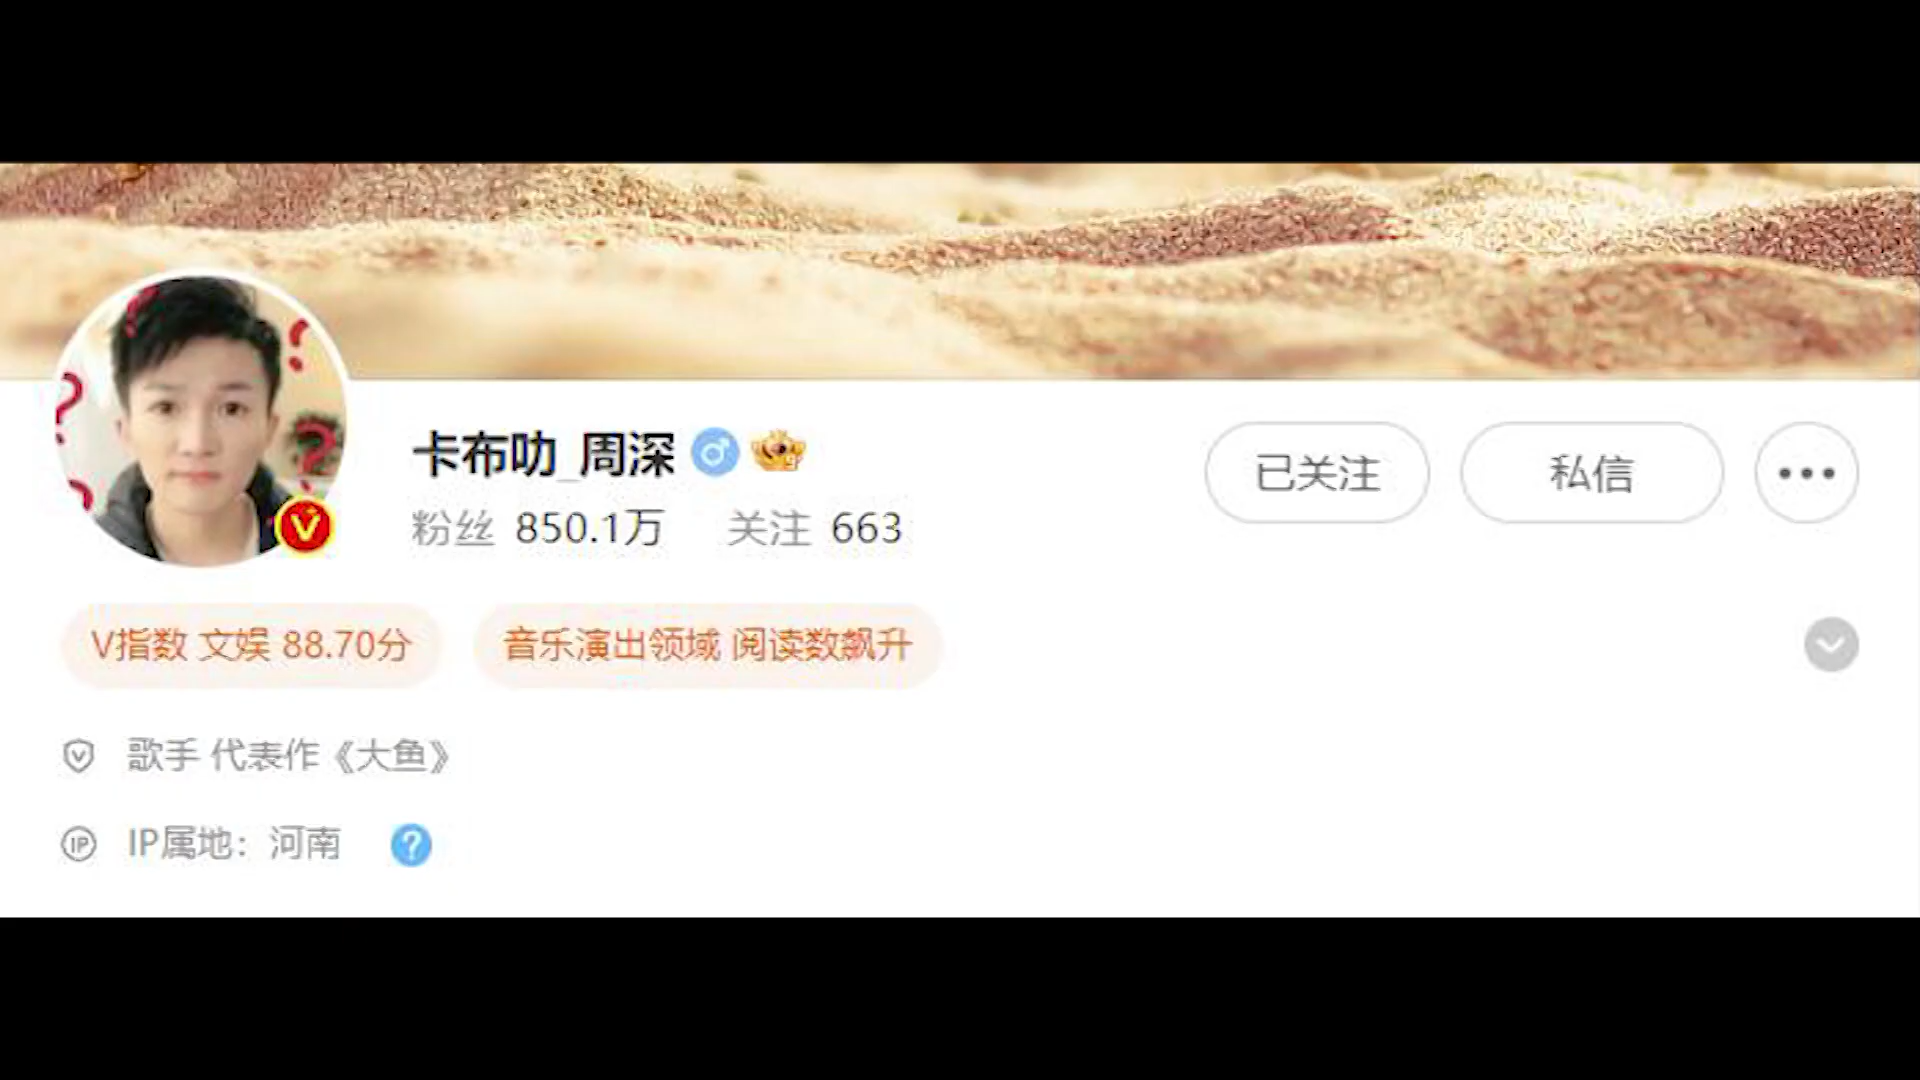 卡布叻_周深
粉丝 850.1万 关注 663
已关注
私信
V指数 文娱 88.70分
音乐演出领域 阅读数飙升
歌手 代表作《大鱼》
IP属地：河南